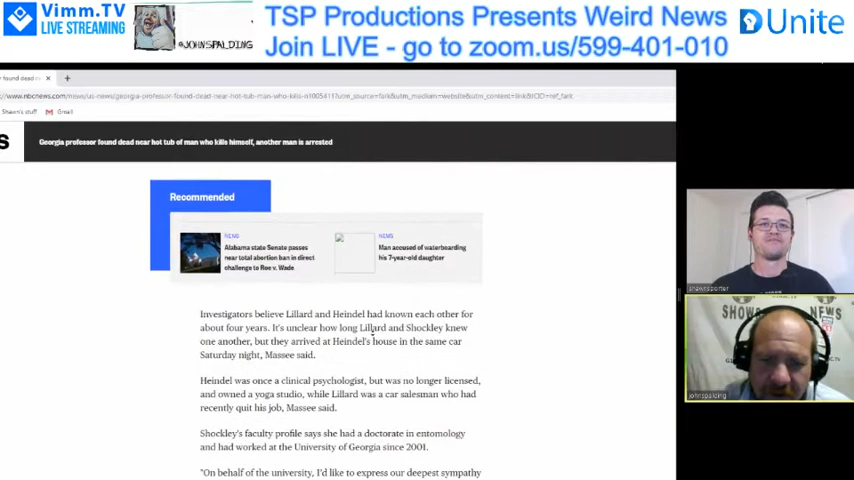 Vimm.TV
LIVE STREAMING
@JOHNSPALDING
TSP Productions Presents Weird News
Join LIVE - go to zoom.us/599-401-010
Unite
found dead
Shawn's stuff
Gmail
Georgia professor found dead near hot tub of man who kills himself, another man is arrested
Recommended
NEWS
Alabama state Senate passes
near total abortion ban in direct
challenge to Roe v. Wade
NEWS
Man accused of waterboarding
his 7-year-old daughter
Investigators believe Lillard and Heindel had known each other for
about four years. It's unclear how long Lillard and Shockley knew
one another, but they arrived at Heindel's house in the same car
Saturday night, Massee said.
Heindel was once a clinical psychologist, but was no longer licensed,
and owned a yoga studio, while Lillard was a car salesman who had
recently quit his job, Massee said.
Shockley's faculty profile says she had a doctorate in entomology
and had worked at the University of Georgia since 2001.
"On behalf of the university, I'd like to express our deepest sympathy
shawnsporter
SHOWS
johnspalding